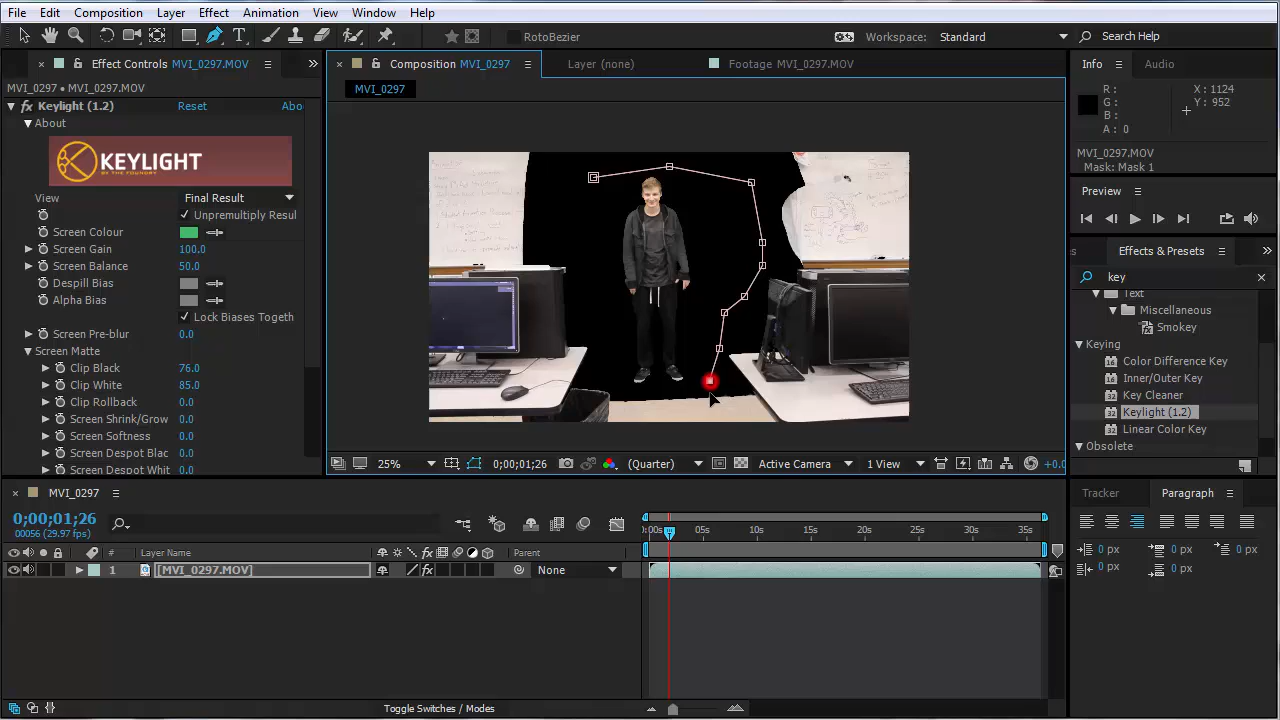 File Edit Composition Layer Effect Animation View Window Help
RotoBezier Workspace: Standard Search Help
Effect Controls MVI_0297.MOV
MVI_0297 • MVI_0297.MOV
fx Keylight (1.2) Reset Abo
About
KEYLIGHT
BY THE FOUNDRY
View Final Result
Unpremultiply Resul
Screen Colour
Screen Gain 100.0
Screen Balance 50.0
Despill Bias
Alpha Bias
Lock Biases Togeth
Screen Pre-blur 0.0
Screen Matte
Clip Black 76.0
Clip White 85.0
Clip Rollback 0.0
Screen Shrink/Grow 0.0
Screen Softness 0.0
Screen Despot Blac 0.0
Screen Despot Whit 0.0
Composition MVI_0297 Layer (none) Footage MVI_0297.MOV
MVI_0297
25% 0;00;01;26 (Quarter) Active Camera 1 View +0.0
Info Audio
R: X: 1124
G: Y: 952
B:
A: 0
MVI_0297.MOV
Mask: Mask 1
Preview
Effects & Presets
key
Text
Miscellaneous
Smokey
Keying
Color Difference Key
Inner/Outer Key
Key Cleaner
Keylight (1.2)
Linear Color Key
Obsolete
Tracker Paragraph
0 px 0 px 0 px
0 px 0 px
MVI_0297
0;00;01;26
00056 (29.97 fps)
:00s 05s 10s 15s 20s 25s 30s 35s
# Layer Name fx Parent
1 [MVI_0297.MOV] fx None
Toggle Switches / Modes